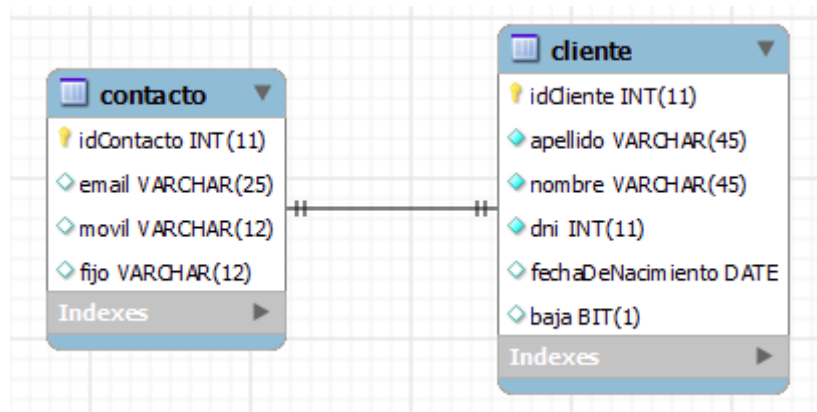 contacto
idContacto INT(11)
email VARCHAR(25)
movil VARCHAR(12)
fijo VARCHAR(12)
Indexes
cliente
idCliente INT(11)
apellido VARCHAR(45)
nombre VARCHAR(45)
dni INT(11)
fechaDeNacimiento DATE
baja BIT(1)
Indexes